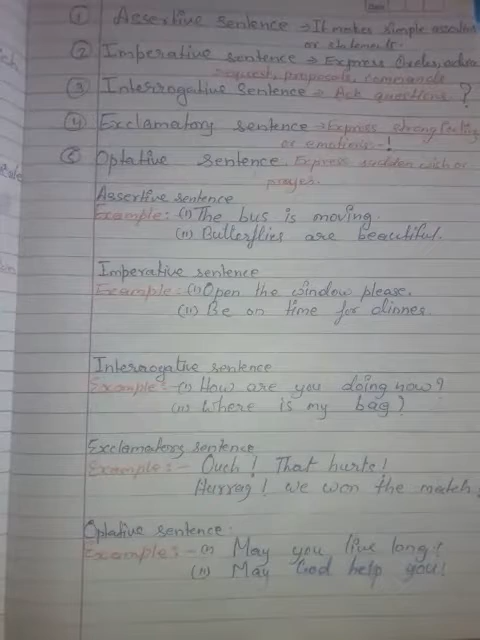 ① Assertive sentence → It makes simple assertion
or statements.
② Imperative sentence → Express Orders, advice
request, proposals, commands
③ Interrogative Sentence → Ask questions ?
④ Exclamatory sentence → Express strong feeling
or emotions - !
⑤ Optative sentence. Express sudden wish or
prayer.
Assertive sentence
Example: (i) The bus is moving.
(ii) Butterflies are beautiful.
Imperative sentence
Example: (i) Open the window please.
(ii) Be on time for dinner.
Interrogative sentence
Example:- (i) How are you doing now?
(ii) Where is my bag?
Exclamatory sentence
Example:- Ouch! That hurts!
Hurray! we won the match
Optative sentence.
Examples - (i) May you live long!
(ii) May God help you!